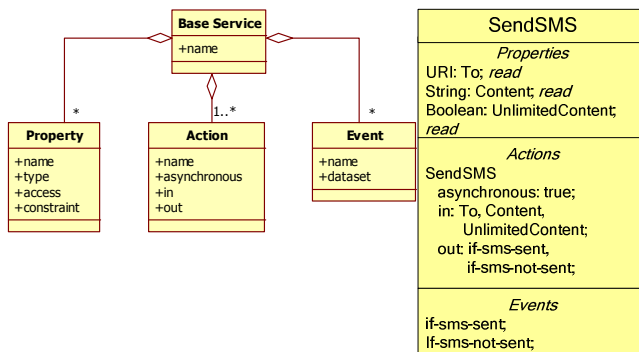 Base Service
+name
*
1..*
*
Property
+name
+type
+access
+constraint
Action
+name
+asynchronous
+in
+out
Event
+name
+dataset
SendSMS
Properties
URI: To; read
String: Content; read
Boolean: UnlimitedContent;
read
Actions
SendSMS
asynchronous: true;
in: To, Content,
UnlimitedContent;
out: if-sms-sent,
if-sms-not-sent;
Events
if-sms-sent;
If-sms-not-sent;